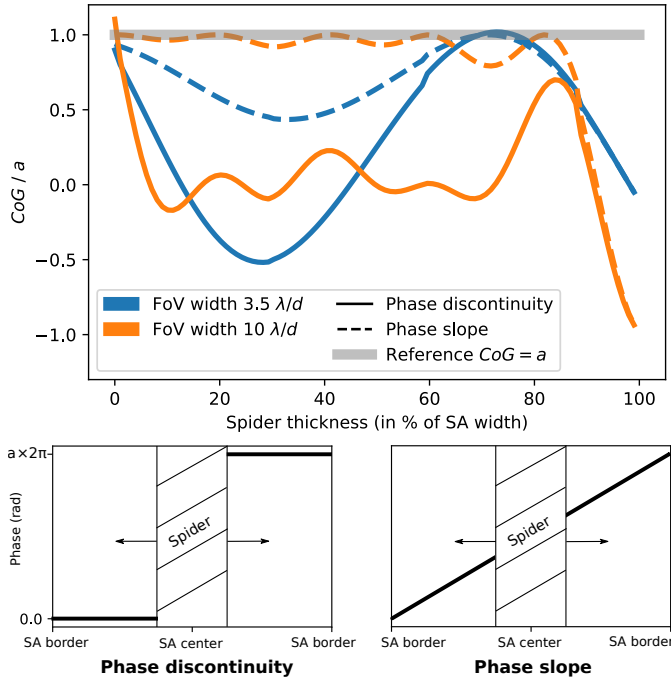 CoG / a
1.0
0.5
0.0
−0.5
−1.0
FoV width 3.5 λ/d
FoV width 10 λ/d
Phase discontinuity
Phase slope
Reference CoG = a
0 20 40 60 80 100
Spider thickness (in % of SA width)
a×2π
Phase (rad)
0.0
Spider
SA border SA center SA border
Phase discontinuity
Spider
SA border SA center SA border
Phase slope